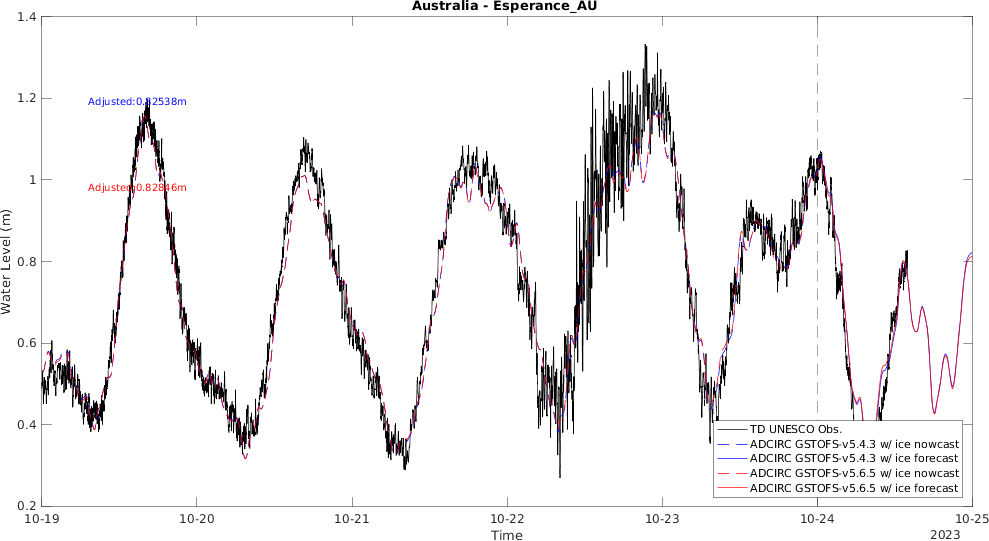 Australia - Esperance_AU
1.4
1.2
1
0.8
0.6
0.4
0.2
Water Level (m)
Adjusted:0.82538m
Adjusted:0.82846m
TD UNESCO Obs.
ADCIRC GSTOFS-v5.4.3 w/ ice nowcast
ADCIRC GSTOFS-v5.4.3 w/ ice forecast
ADCIRC GSTOFS-v5.6.5 w/ ice nowcast
ADCIRC GSTOFS-v5.6.5 w/ ice forecast
10-19 10-20 10-21 10-22 10-23 10-24 10-25
Time
2023